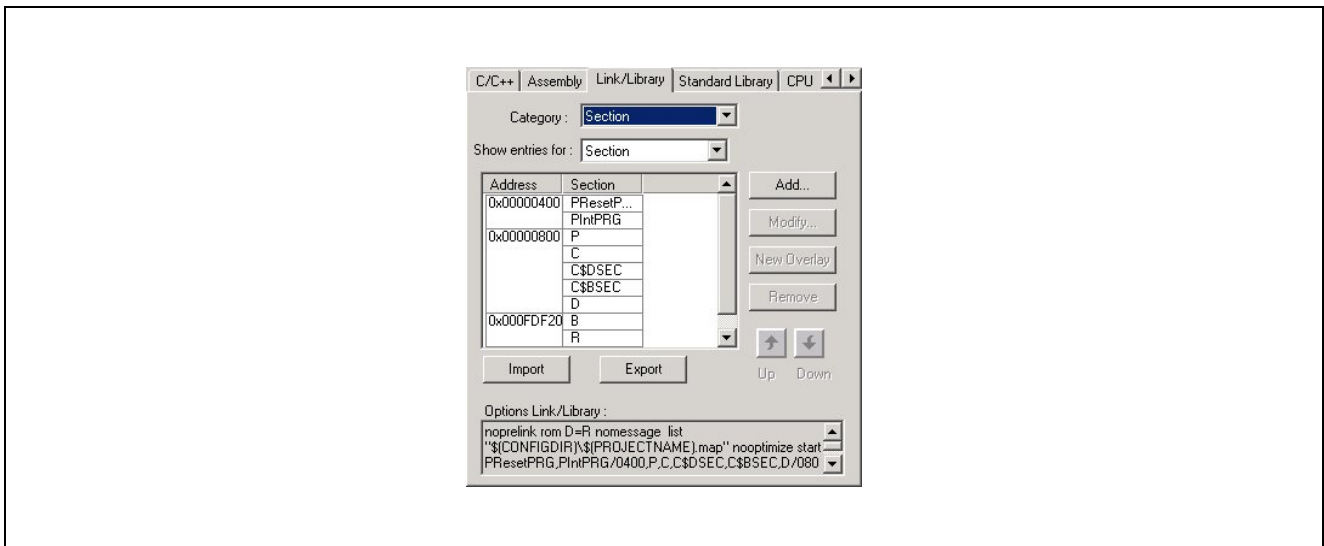 C/C++ Assembly Link/Library Standard Library CPU
Category : Section
Show entries for : Section
Address Section
0x00000400 PResetP...
PIntPRG
0x00000800 P
C
C$DSEC
C$BSEC
D
0x000FDF20 B
R
Add...
Modify...
New Overlay
Remove
Up Down
Import Export
Options Link/Library :
noprelink rom D=R nomessage list
"$(CONFIGDIR)\$(PROJECTNAME).map" nooptimize start
PResetPRG,PIntPRG/0400,P,C,C$DSEC,C$BSEC,D/080